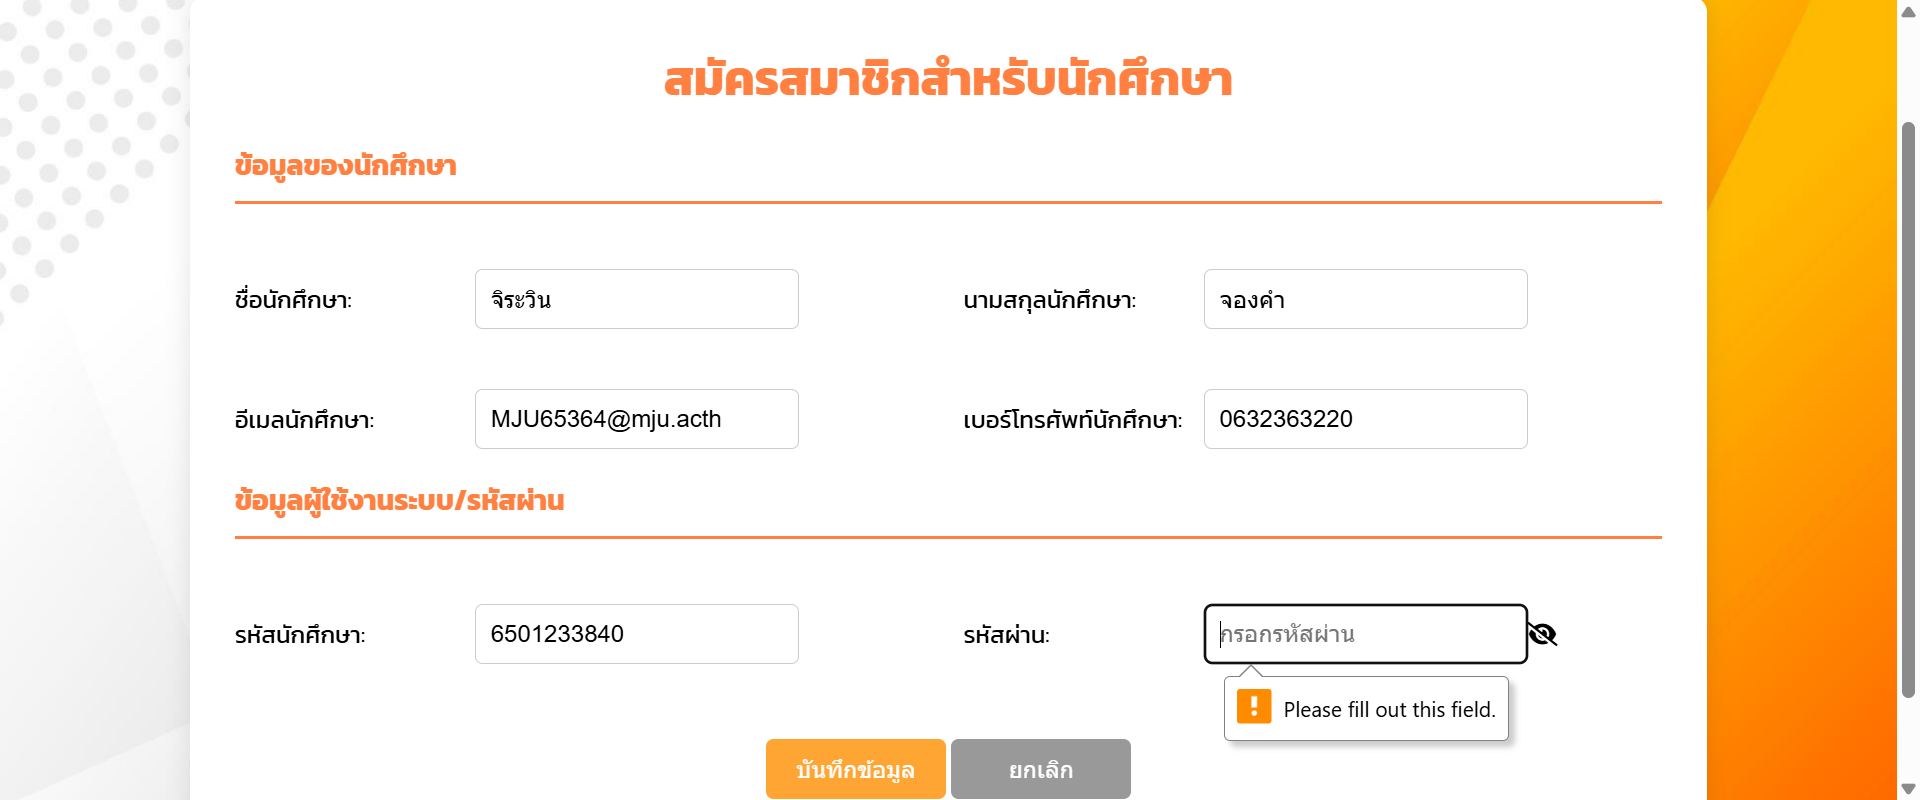 สมัครสมาชิกสำหรับนักศึกษา
ข้อมูลของนักศึกษา
ชื่อนักศึกษา: จิระวิน นามสกุลนักศึกษา: จองคำ
อีเมลนักศึกษา: MJU65364@mju.acth เบอร์โทรศัพท์นักศึกษา: 0632363220
ข้อมูลผู้ใช้งานระบบ/รหัสผ่าน
รหัสนักศึกษา: 6501233840 รหัสผ่าน: กรอกรหัสผ่าน
Please fill out this field.
บันทึกข้อมูล ยกเลิก